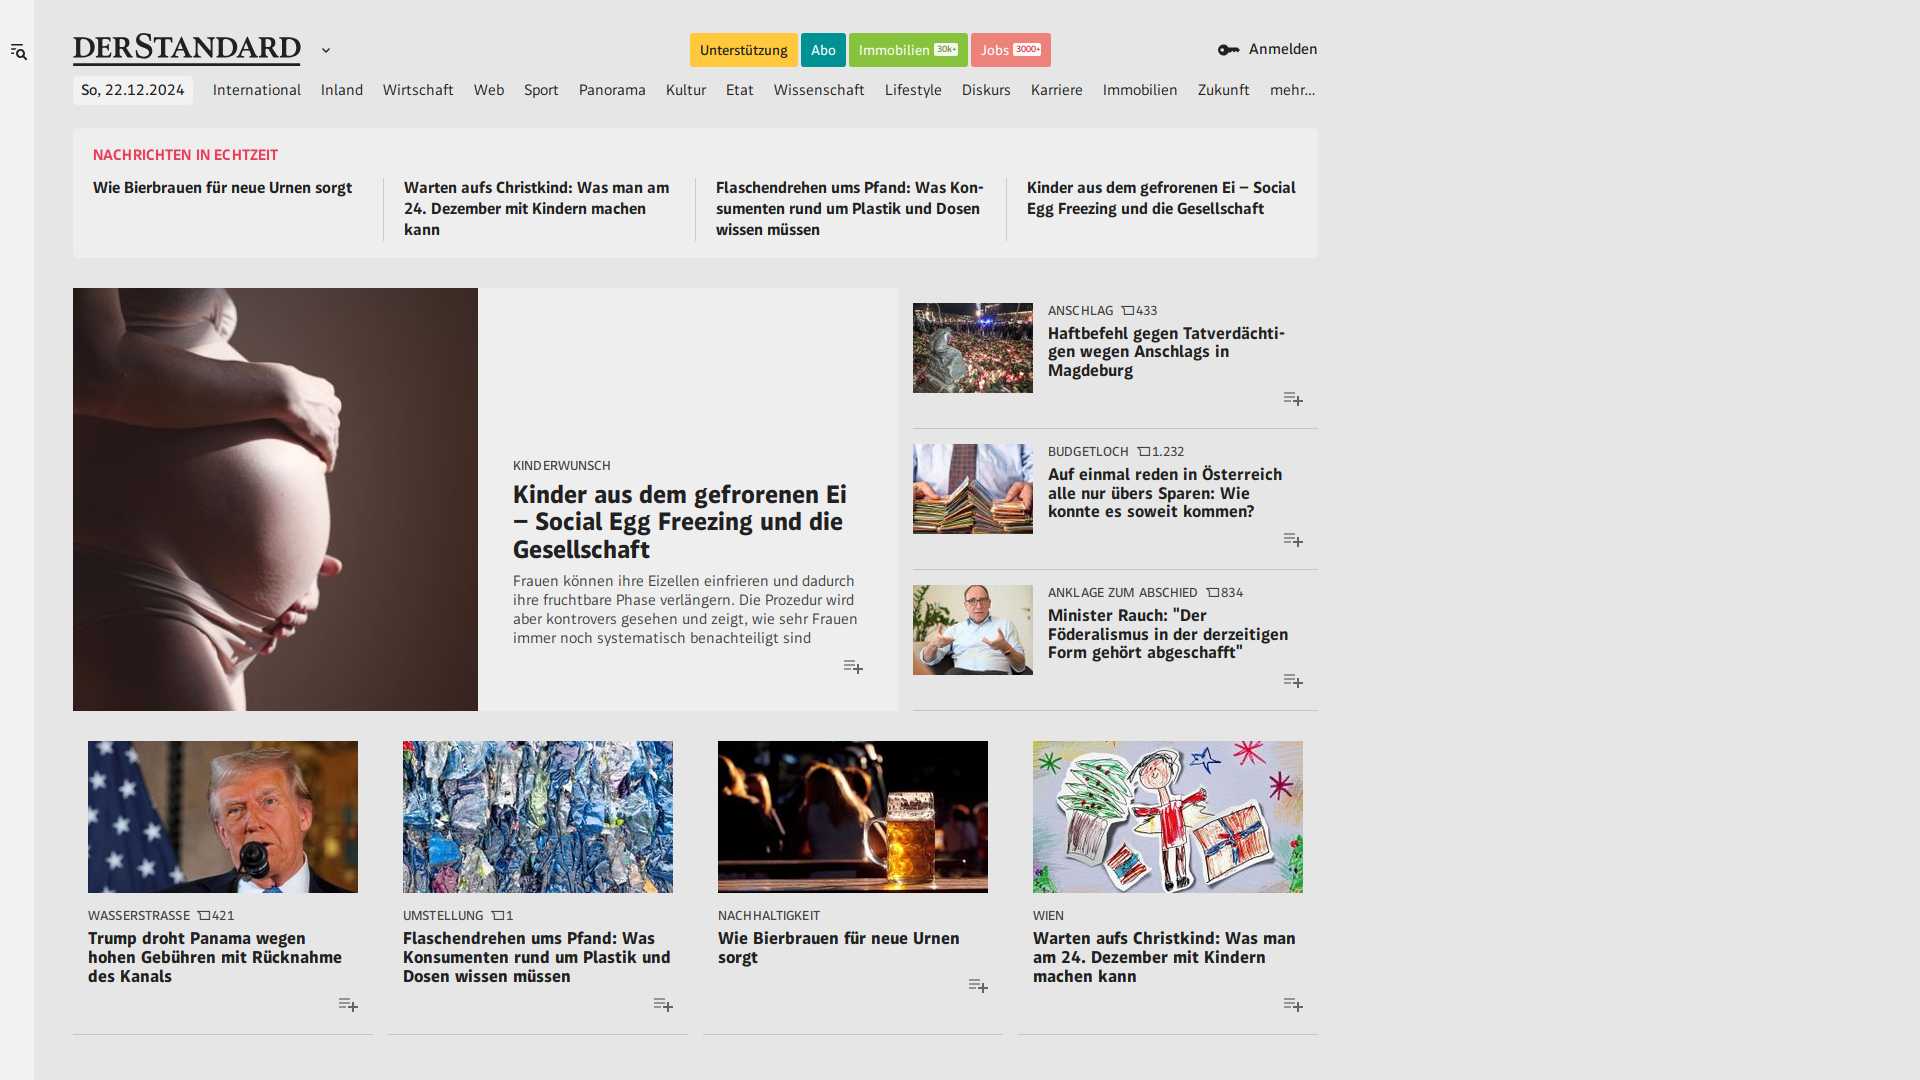 DERSTANDARD
Unterstützung
Abo
Immobilien 30k+
Jobs 3000+
Anmelden
So, 22.12.2024
International
Inland
Wirtschaft
Web
Sport
Panorama
Kultur
Etat
Wissenschaft
Lifestyle
Diskurs
Karriere
Immobilien
Zukunft
mehr...
NACHRICHTEN IN ECHTZEIT
Wie Bierbrauen für neue Urnen sorgt
Warten aufs Christkind: Was man am
24. Dezember mit Kindern machen
kann
Flaschendrehen ums Pfand: Was Kon-
sumenten rund um Plastik und Dosen
wissen müssen
Kinder aus dem gefrorenen Ei – Social
Egg Freezing und die Gesellschaft
KINDERWUNSCH
Kinder aus dem gefrorenen Ei
– Social Egg Freezing und die
Gesellschaft
Frauen können ihre Eizellen einfrieren und dadurch
ihre fruchtbare Phase verlängern. Die Prozedur wird
aber kontrovers gesehen und zeigt, wie sehr Frauen
immer noch systematisch benachteiligt sind
ANSCHLAG 433
Haftbefehl gegen Tatverdächti-
gen wegen Anschlags in
Magdeburg
BUDGETLOCH 1.232
Auf einmal reden in Österreich
alle nur übers Sparen: Wie
konnte es soweit kommen?
ANKLAGE ZUM ABSCHIED 834
Minister Rauch: "Der
Föderalismus in der derzeitigen
Form gehört abgeschafft"
WASSERSTRASSE 421
Trump droht Panama wegen
hohen Gebühren mit Rücknahme
des Kanals
UMSTELLUNG 1
Flaschendrehen ums Pfand: Was
Konsumenten rund um Plastik und
Dosen wissen müssen
NACHHALTIGKEIT
Wie Bierbrauen für neue Urnen
sorgt
WIEN
Warten aufs Christkind: Was man
am 24. Dezember mit Kindern
machen kann